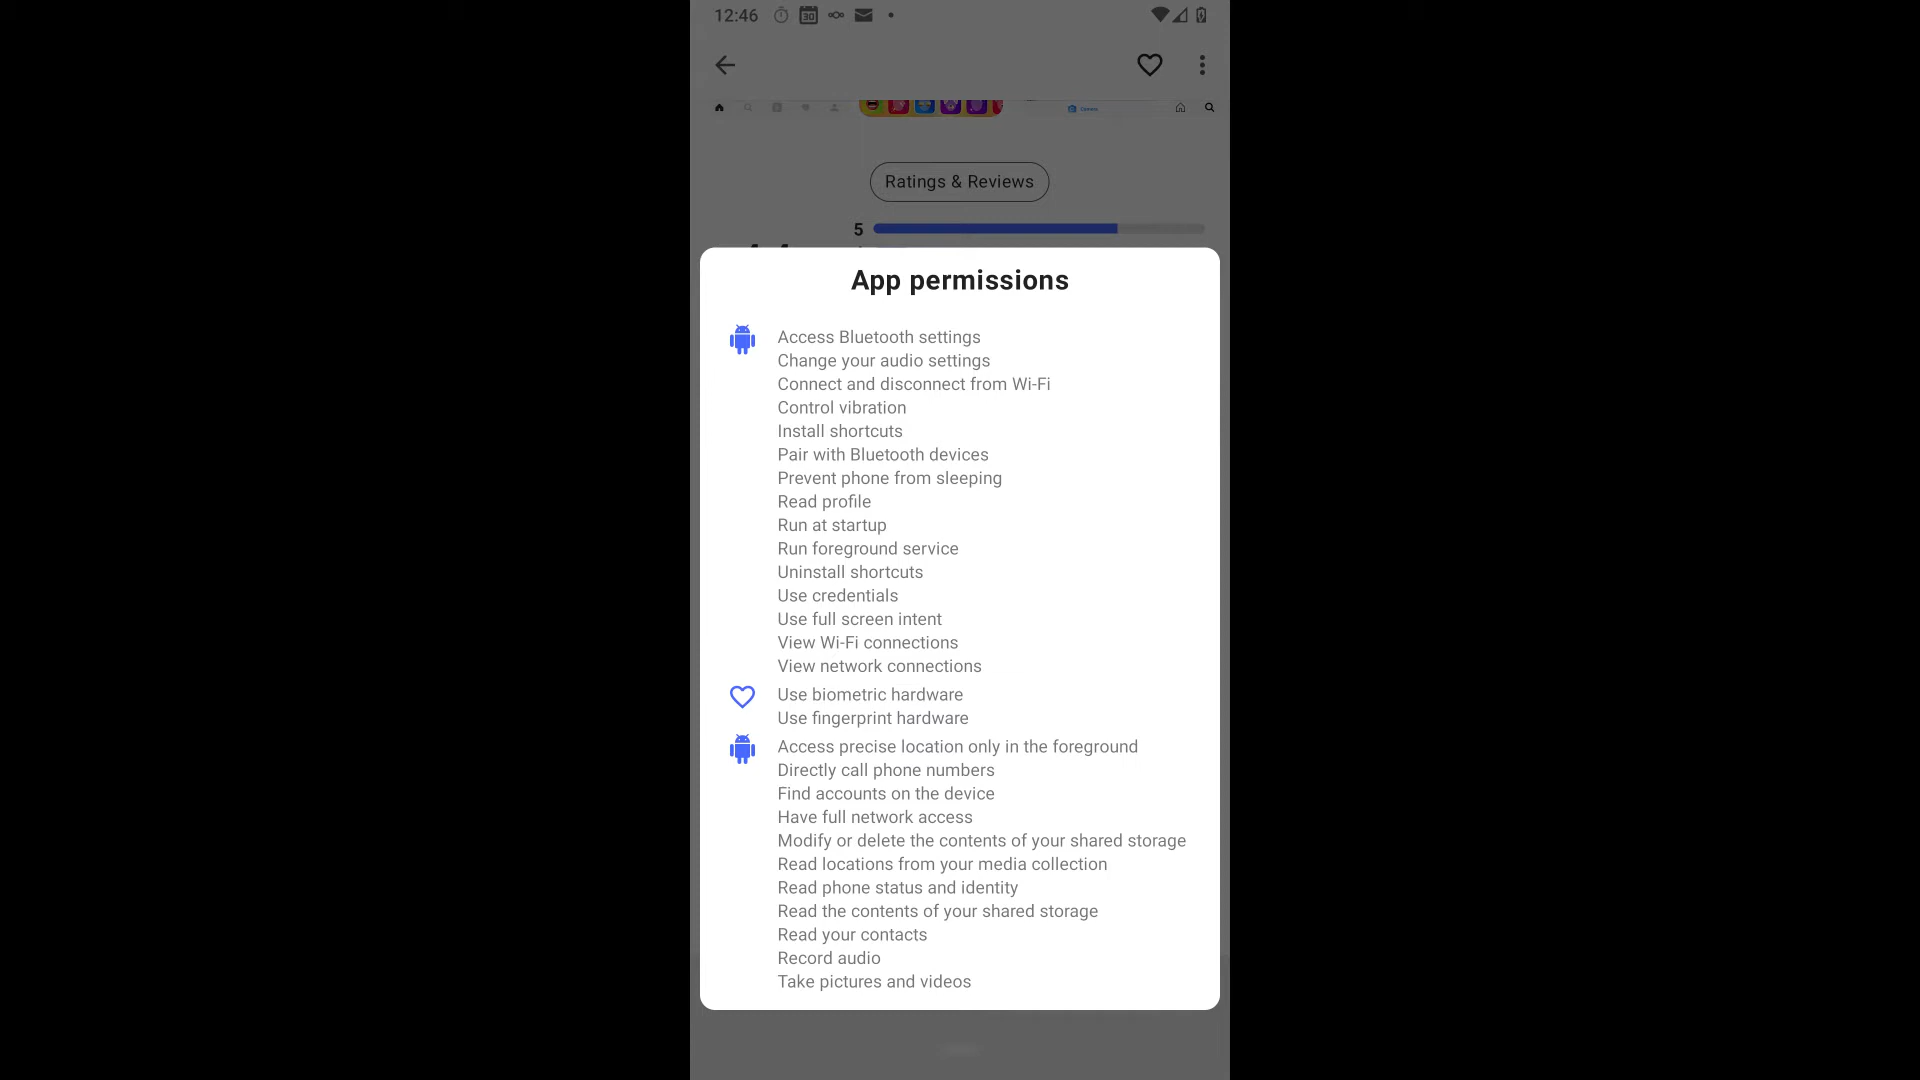 12:46
30
Ratings & Reviews
5
App permissions
Access Bluetooth settings
Change your audio settings
Connect and disconnect from Wi-Fi
Control vibration
Install shortcuts
Pair with Bluetooth devices
Prevent phone from sleeping
Read profile
Run at startup
Run foreground service
Uninstall shortcuts
Use credentials
Use full screen intent
View Wi-Fi connections
View network connections
Use biometric hardware
Use fingerprint hardware
Access precise location only in the foreground
Directly call phone numbers
Find accounts on the device
Have full network access
Modify or delete the contents of your shared storage
Read locations from your media collection
Read phone status and identity
Read the contents of your shared storage
Read your contacts
Record audio
Take pictures and videos